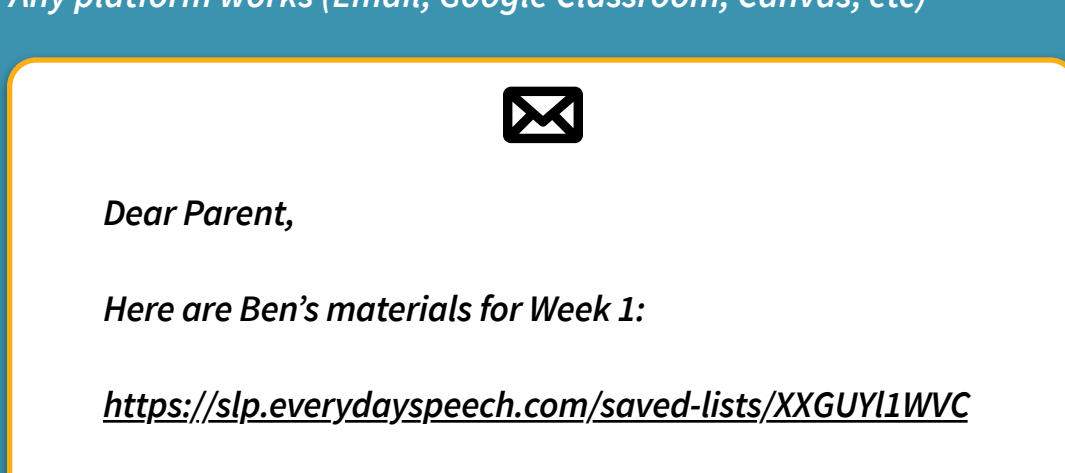 Any platform works (Email, Google Classroom, Canvas, etc)
Dear Parent,
Here are Ben’s materials for Week 1:
https://slp.everydayspeech.com/saved-lists/XXGUYl1WVC